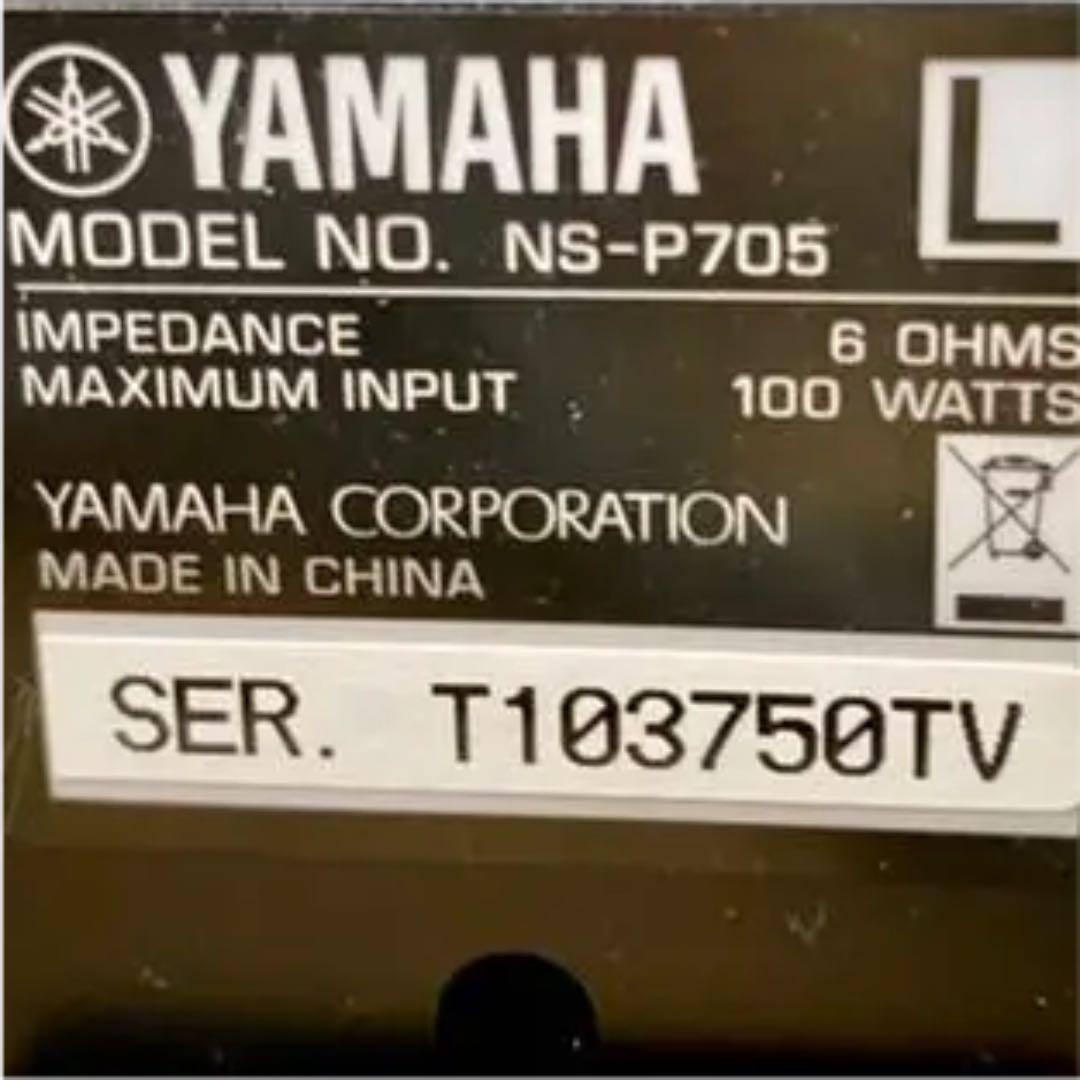 YAMAHA L
MODEL NO. NS-P705
IMPEDANCE 6 OHMS
MAXIMUM INPUT 100 WATTS
YAMAHA CORPORATION
MADE IN CHINA
SER. T103750TV